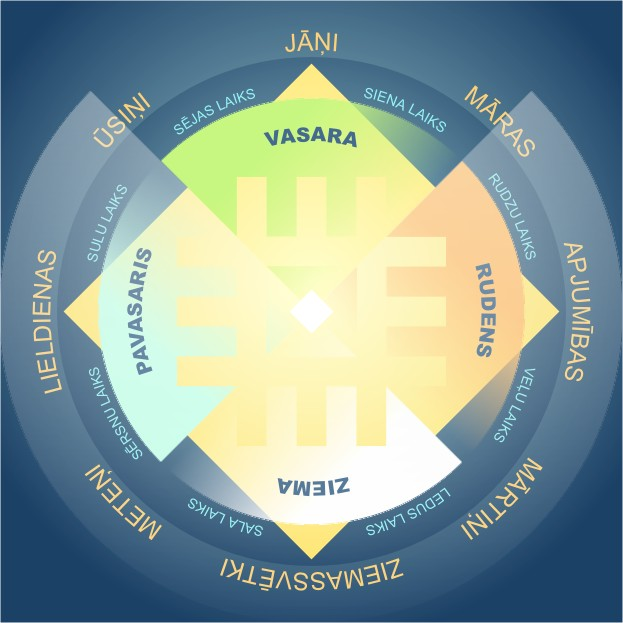 JĀŅI
MĀRAS
APJUMĪBAS
MĀRTIŅI
ZIEMASSVĒTKI
METEŅI
LIELDIENAS
ŪSIŅI
SIENA LAIKS
RUDZU LAIKS
VEĻU LAIKS
LEDUS LAIKS
SALA LAIKS
SĒRSNU LAIKS
SULU LAIKS
SĒJAS LAIKS
VASARA
RUDENS
ZIEMA
PAVASARIS